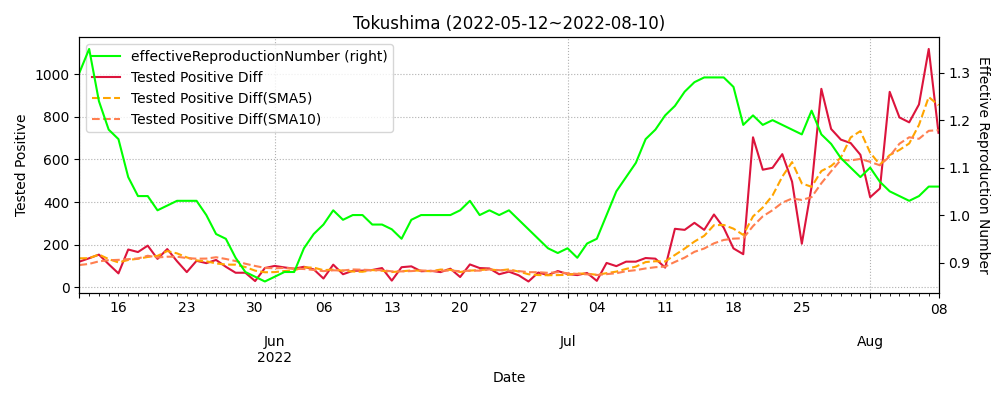 Tokushima (2022-05-12~2022-08-10)
effectiveReproductionNumber (right)
Tested Positive Diff
Tested Positive Diff(SMA5)
Tested Positive Diff(SMA10)
Tested Positive
1000
800
600
400
200
0
Effective Reproduction Number
1.3
1.2
1.1
1.0
0.9
16 23 30 06 13 20 27 04 11 18 25 08
Jun Jul Aug
2022
Date